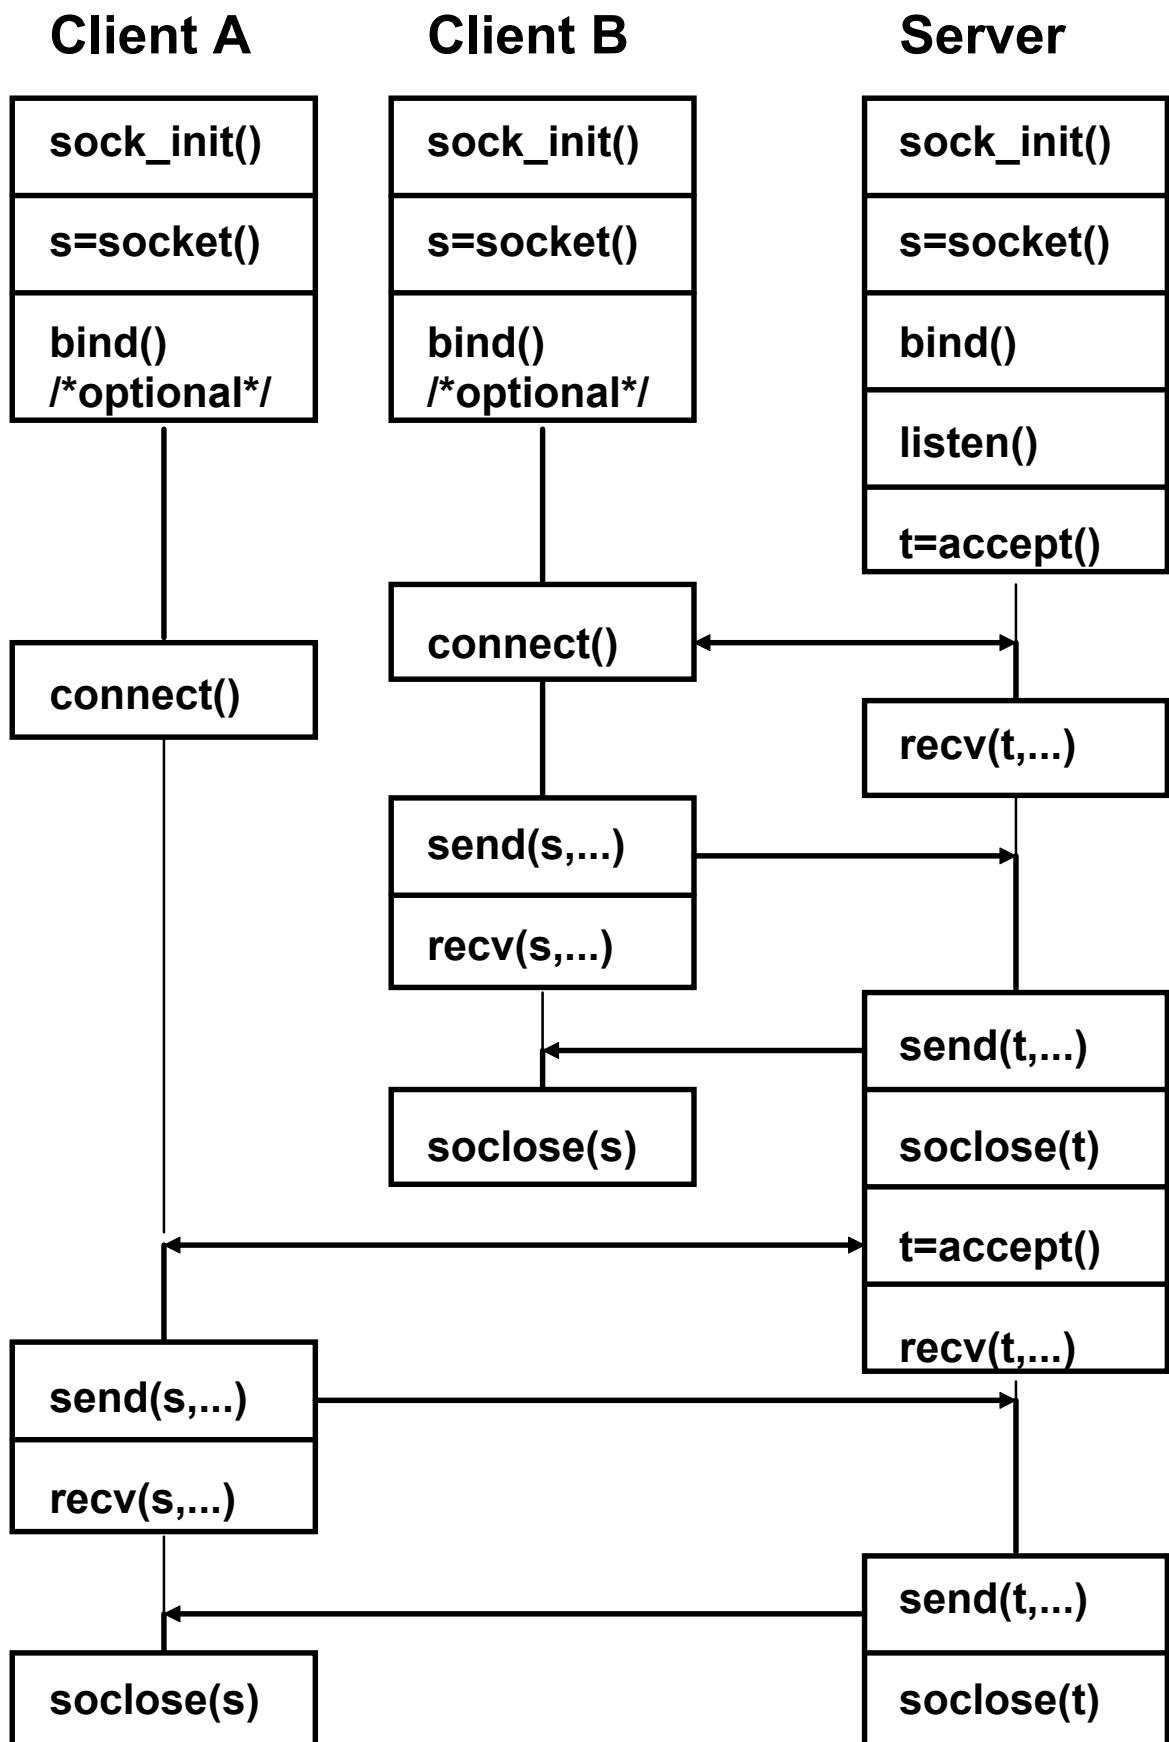 Client A
Client B
Server
sock_init()
sock_init()
sock_init()
s=socket()
s=socket()
s=socket()
bind()
/*optional*/
bind()
/*optional*/
bind()
listen()
t=accept()
connect()
connect()
recv(t,...)
send(s,...)
recv(s,...)
send(t,...)
soclose(s)
soclose(t)
t=accept()
recv(t,...)
send(s,...)
recv(s,...)
send(t,...)
soclose(s)
soclose(t)